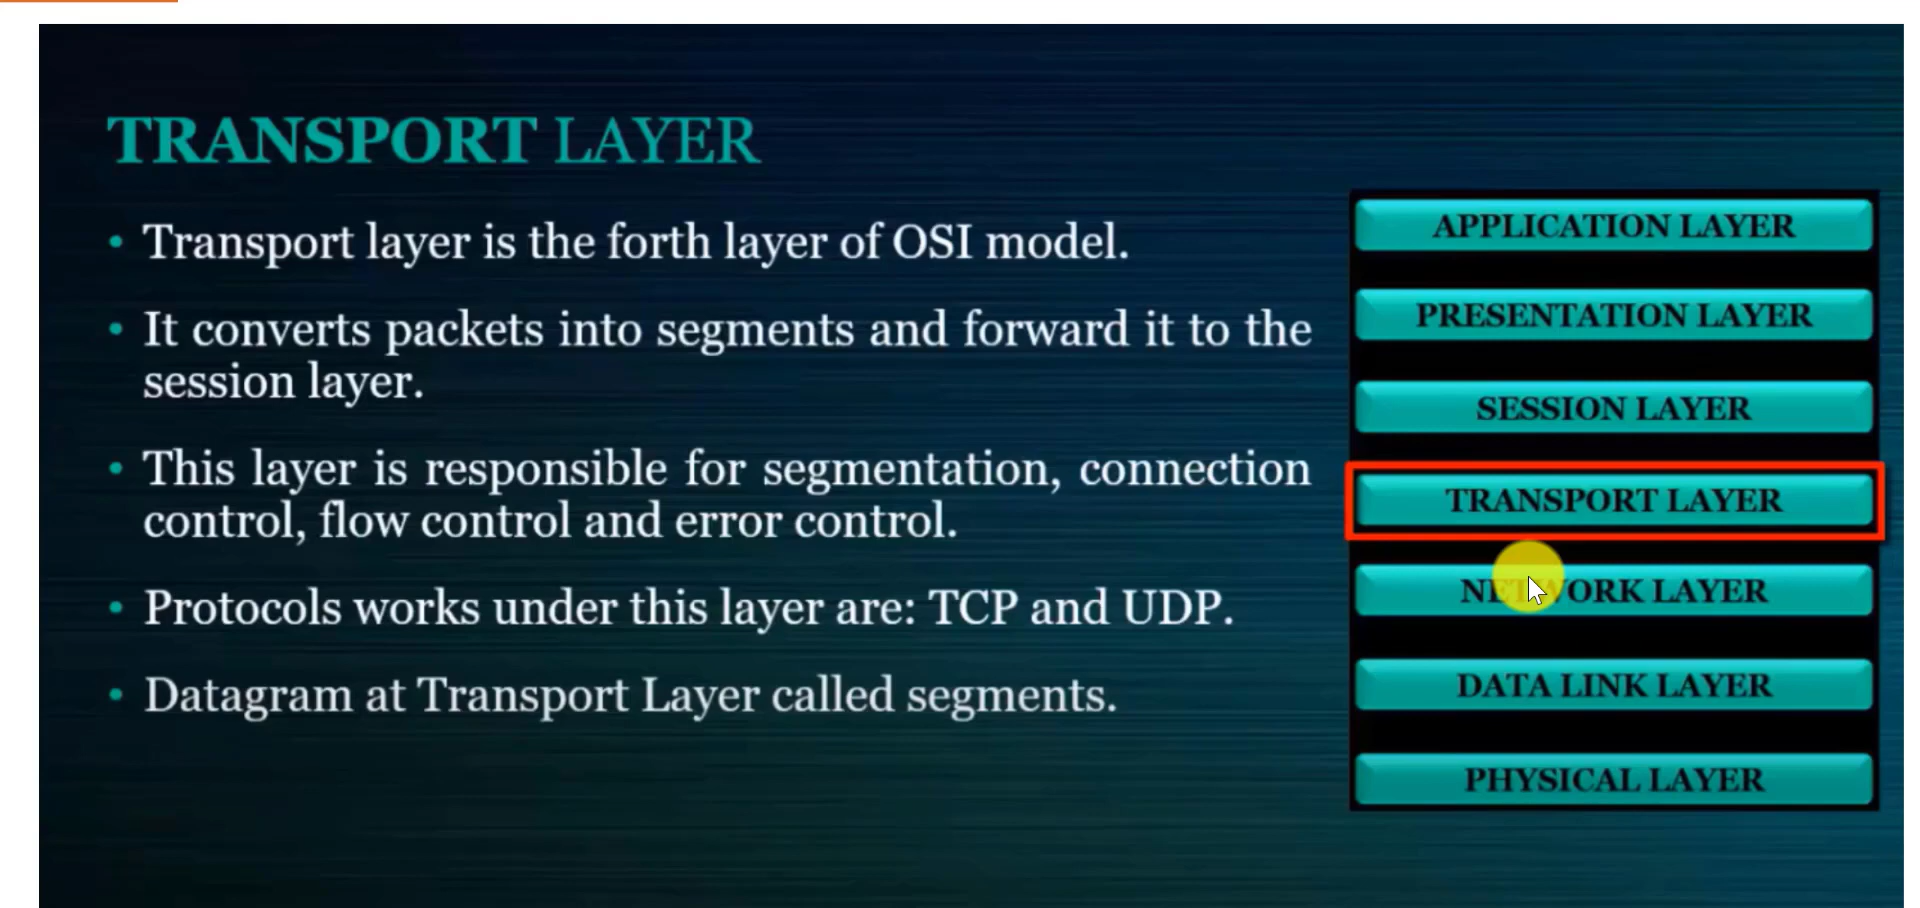 TRANSPORT LAYER
• Transport layer is the forth layer of OSI model.
• It converts packets into segments and forward it to the
session layer.
• This layer is responsible for segmentation, connection
control, flow control and error control.
• Protocols works under this layer are: TCP and UDP.
• Datagram at Transport Layer called segments.
APPLICATION LAYER
PRESENTATION LAYER
SESSION LAYER
TRANSPORT LAYER
NETWORK LAYER
DATA LINK LAYER
PHYSICAL LAYER